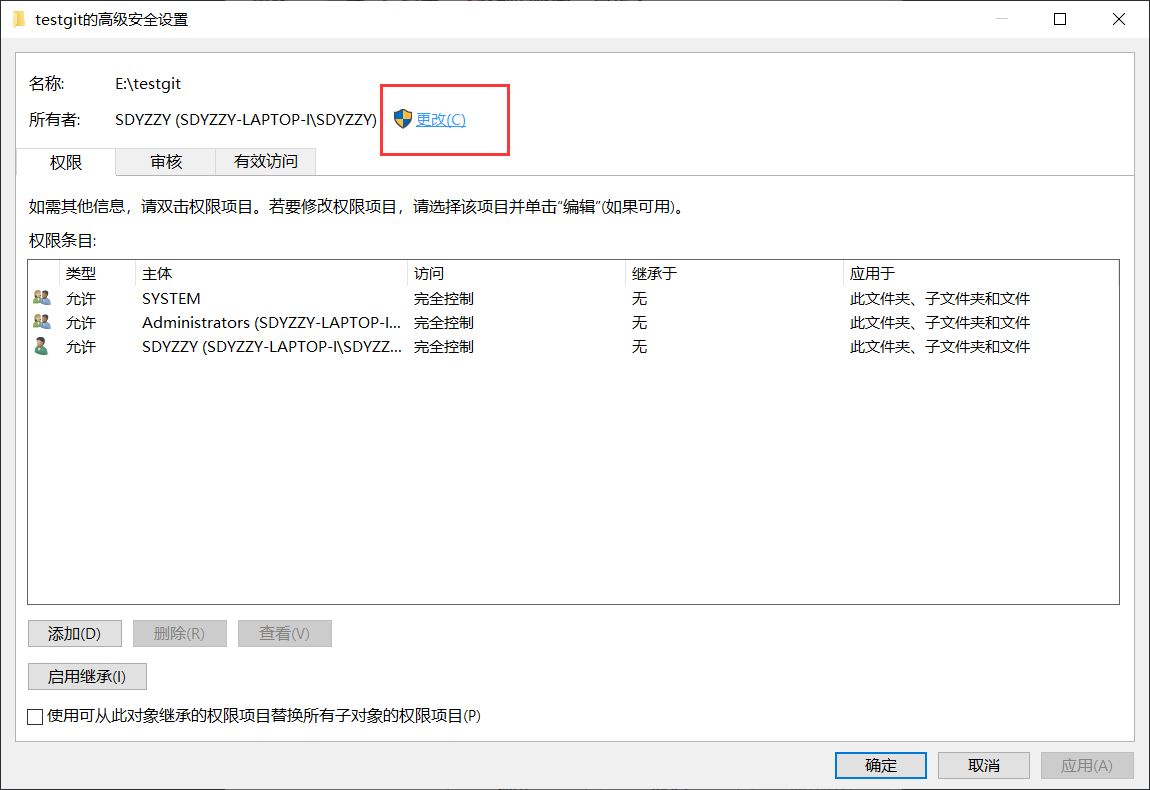 testgit的高级安全设置
名称: E:\testgit
所有者: SDYZZY (SDYZZY-LAPTOP-I\SDYZZY) 更改(C)
权限 审核 有效访问
如需其他信息，请双击权限项目。若要修改权限项目，请选择该项目并单击“编辑”(如果可用)。
权限条目:
类型 主体 访问 继承于 应用于
允许 SYSTEM 完全控制 无 此文件夹、子文件夹和文件
允许 Administrators (SDYZZY-LAPTOP-I... 完全控制 无 此文件夹、子文件夹和文件
允许 SDYZZY (SDYZZY-LAPTOP-I\SDYZZ... 完全控制 无 此文件夹、子文件夹和文件
添加(D) 删除(R) 查看(V)
启用继承(I)
使用可从此对象继承的权限项目替换所有子对象的权限项目(P)
确定 取消 应用(A)